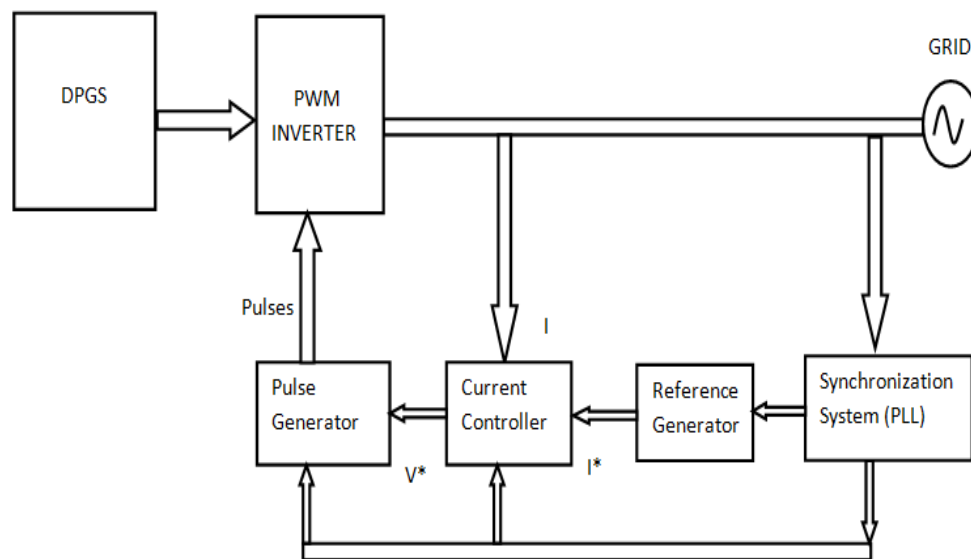 GRID
DPGS
PWM
INVERTER
Pulses
I
Pulse
Generator
Current
Controller
Reference
Generator
Synchronization
System (PLL)
V*
I*